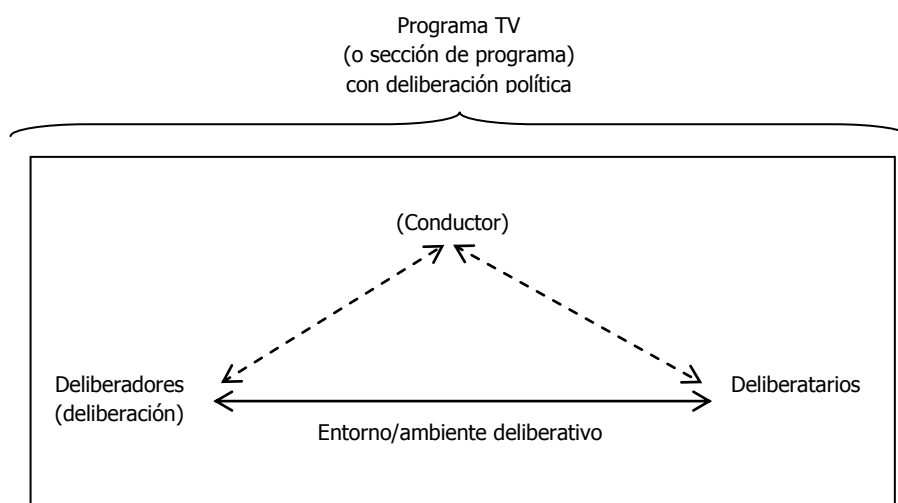 Programa TV
(o sección de programa)
con deliberación política
(Conductor)
Deliberadores
(deliberación)
Deliberatarios
Entorno/ambiente deliberativo